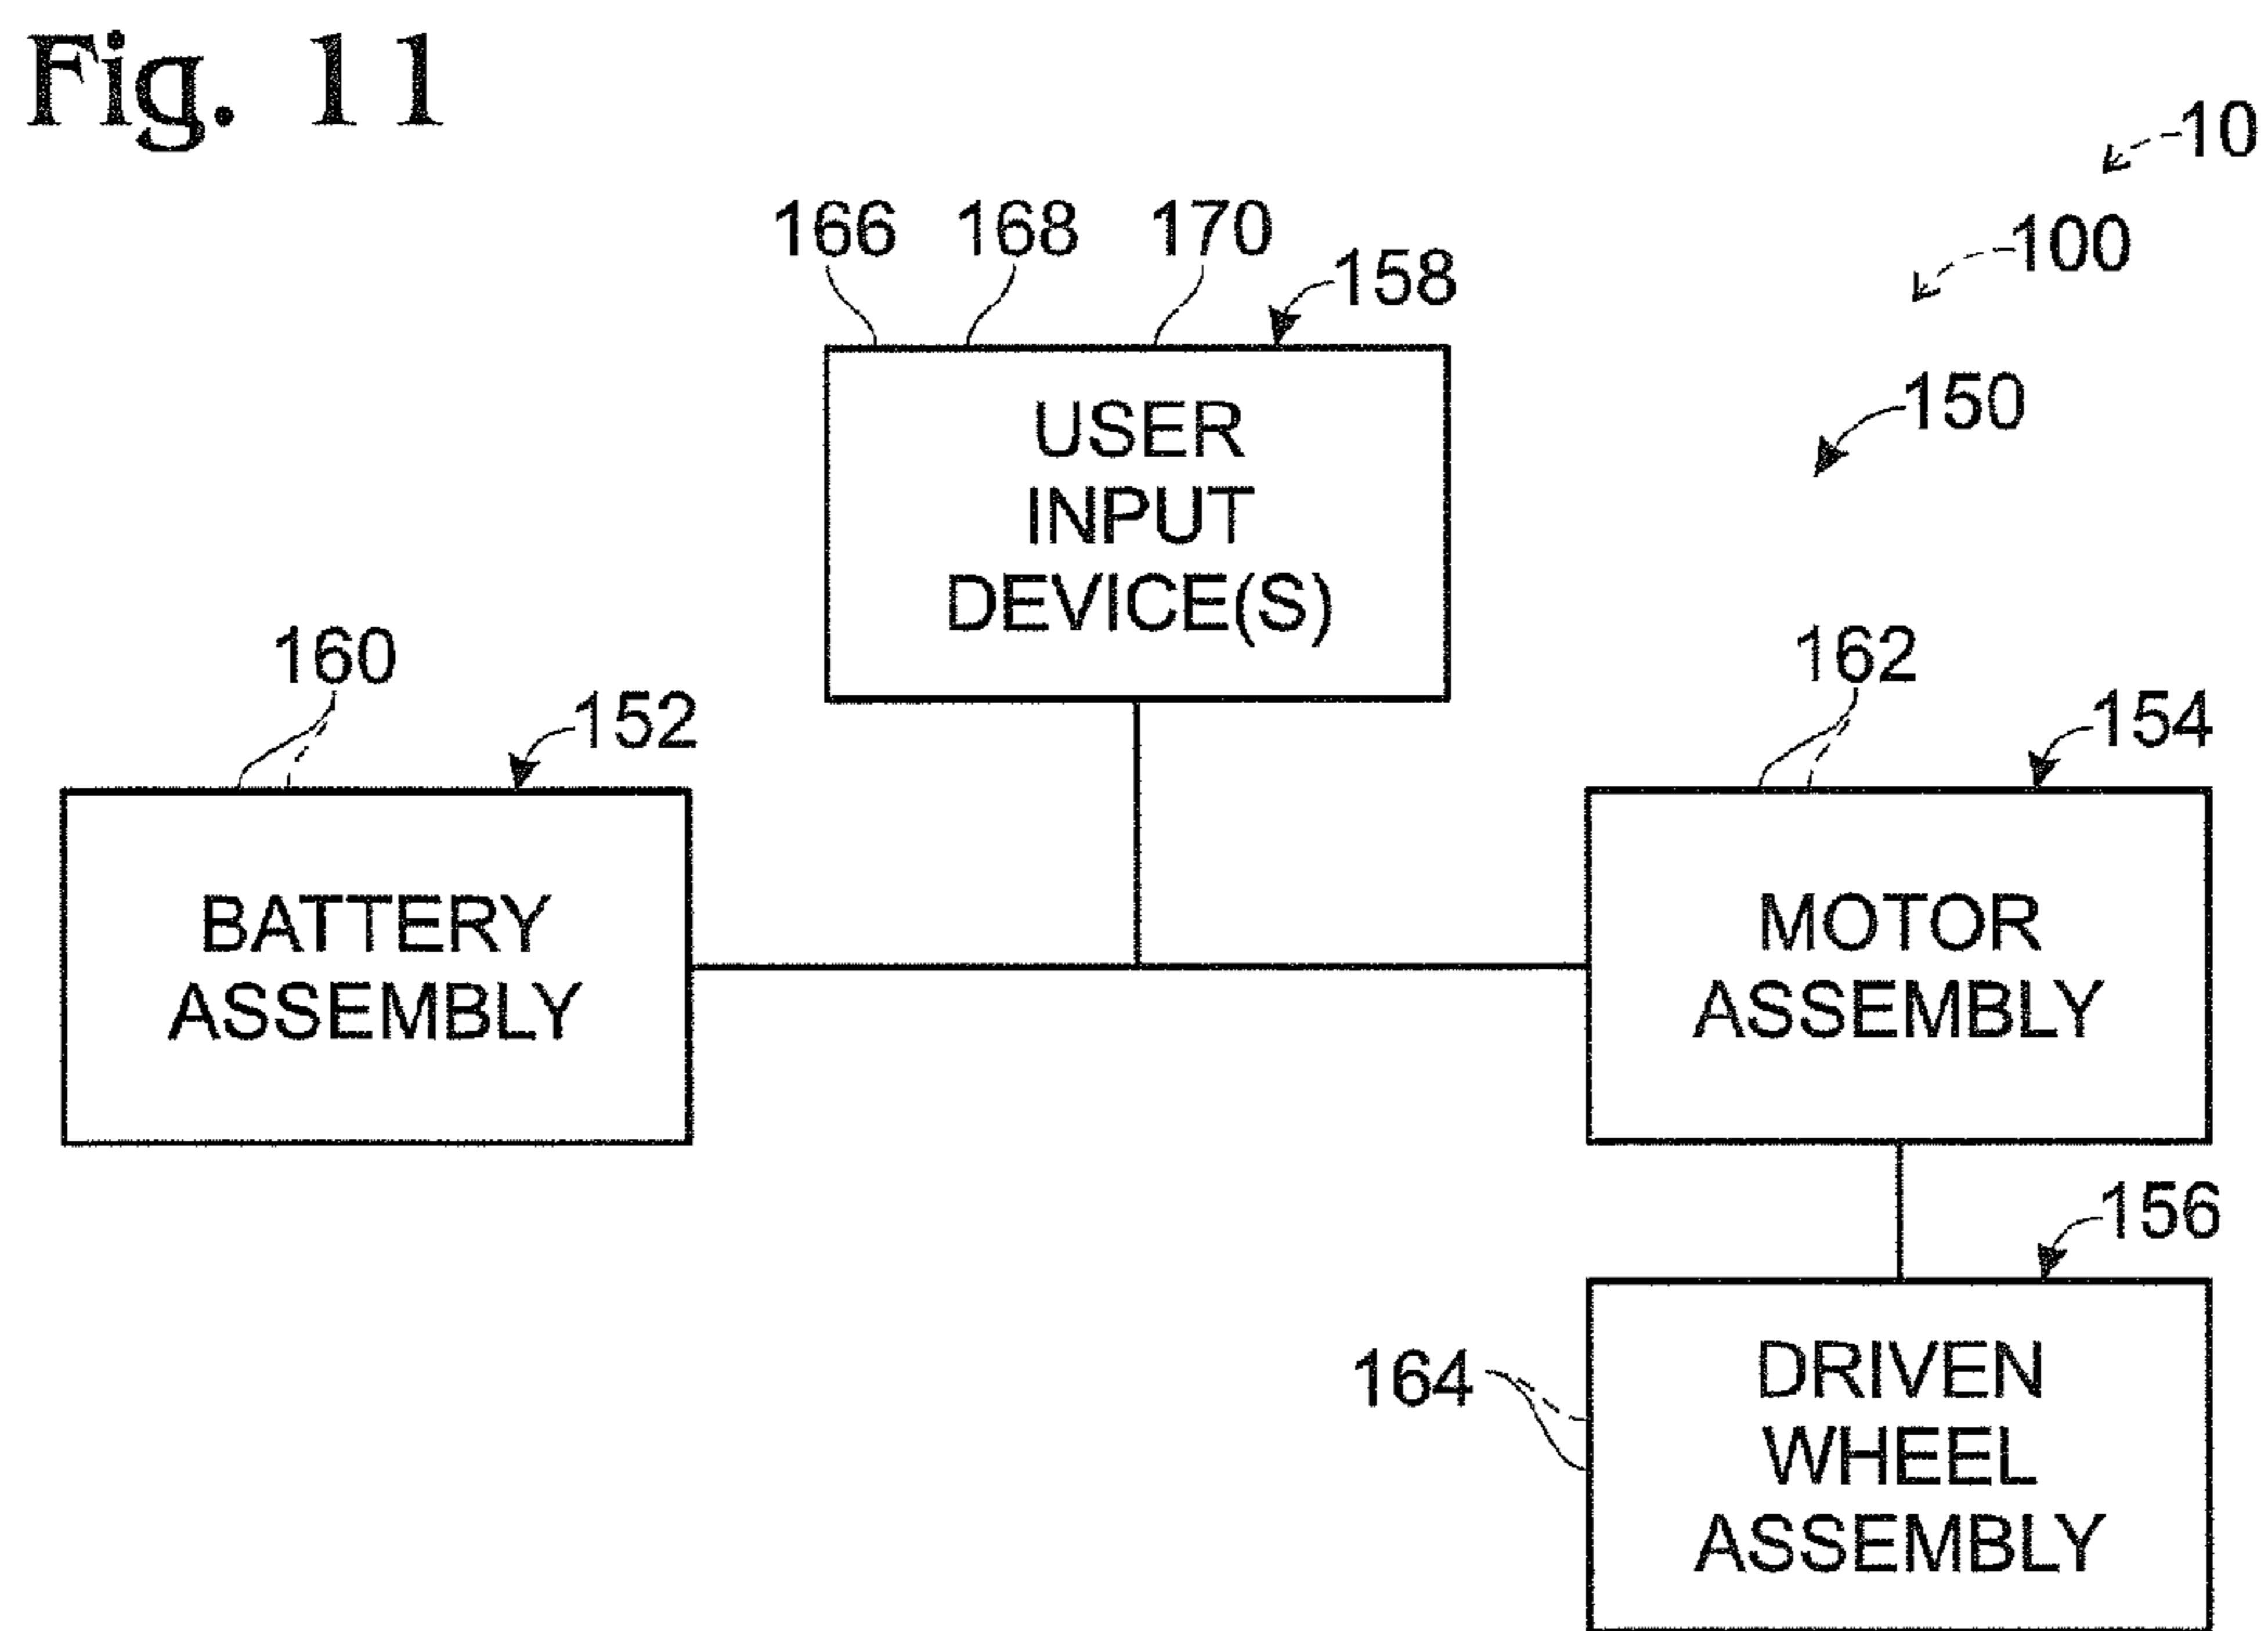 Fig. 11
10
100
166 168 170 158
150
USER
INPUT
DEVICE(S)
160 152
162 154
BATTERY
ASSEMBLY
MOTOR
ASSEMBLY
156
164
DRIVEN
WHEEL
ASSEMBLY